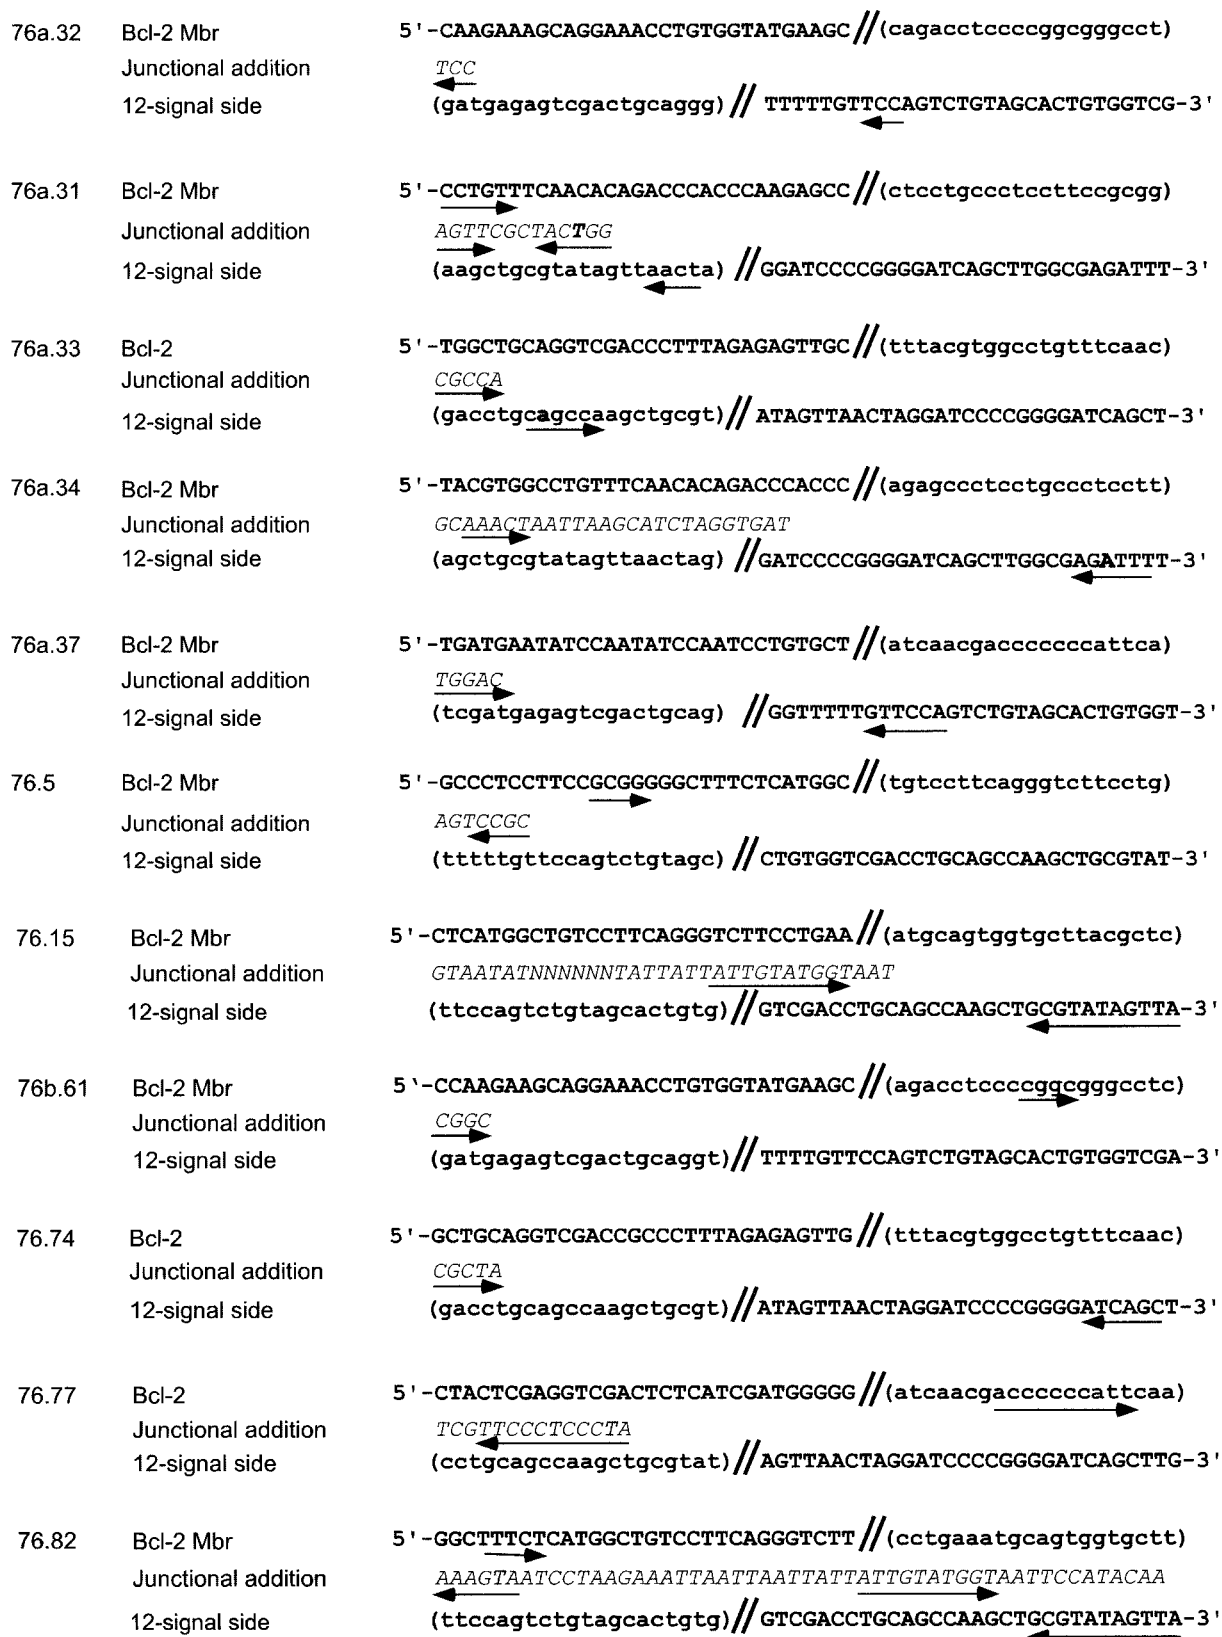 76a.32 Bcl-2 Mbr 5'-CAAGAAAGCAGGAAACCTGTGGTATGAAGC//(cagacctccccggcgggcct)
Junctional addition TCC
12-signal side (gatgagagtcgactgcaggg)// TTTTTGTTCCAGTCTGTAGCACTGTGGTCG-3'
76a.31 Bcl-2 Mbr 5'-CCTGTTTCAACACAGACCCACCCAAGAGCC//(ctcctgccctccttccgcgg)
Junctional addition AGTTCGCTACTGG
12-signal side (aagctgcgtatagttaacta)//GGATCCCCGGGGATCAGCTTGGCGAGATTT-3'
76a.33 Bcl-2 5'-TGGCTGCAGGTCGACCCTTTAGAGAGTTGC//(tttacgtggcctgtttcaac)
Junctional addition CGCCA
12-signal side (gacctgcagccaagctgcgt)//ATAGTTAACTAGGATCCCCGGGGATCAGCT-3'
76a.34 Bcl-2 Mbr 5'-TACGTGGCCTGTTTCAACACAGACCCACCC//(agagccctcctgccctcctt)
Junctional addition GCAAACTAATTAAGCATCTAGGTGAT
12-signal side (agctgcgtatagttaactag)//GATCCCCGGGGATCAGCTTGGCGAGATTTT-3'
76a.37 Bcl-2 Mbr 5'-TGATGAATATCCAATATCCAATCCTGTGCT//(atcaacgacccccccattca)
Junctional addition TGGAC
12-signal side (tcgatgagagtcgactgcag) //GGTTTTTGTTCCAGTCTGTAGCACTGTGGT-3'
76.5 Bcl-2 Mbr 5'-GCCCTCCTTCCGCGGGGGCTTTCTCATGGC//(tgtccttcagggtcttcctg)
Junctional addition AGTCCGC
12-signal side (tttttgttccagtctgtagc)//CTGTGGTCGACCTGCAGCCAAGCTGCGTAT-3'
76.15 Bcl-2 Mbr 5'-CTCATGGCTGTCCTTCAGGGTCTTCCTGAA//(atgcagtggtgcttacgctc)
Junctional addition GTAATATNNNNNNTATTATTATTGTATGGTAAT
12-signal side (ttccagtctgtagcactgtg)//GTCGACCTGCAGCCAAGCTGCGTATAGTTA-3'
76b.61 Bcl-2 Mbr 5'-CCAAGAAGCAGGAAACCTGTGGTATGAAGC//(agacctccccggcgggcctc)
Junctional addition CGGC
12-signal side (gatgagagtcgactgcaggt)//TTTTGTTCCAGTCTGTAGCACTGTGGTCGA-3'
76.74 Bcl-2 5'-GCTGCAGGTCGACCGCCCTTTAGAGAGTTG//(tttacgtggcctgtttcaac)
Junctional addition CGCTA
12-signal side (gacctgcagccaagctgcgt)//ATAGTTAACTAGGATCCCCGGGGATCAGCT-3'
76.77 Bcl-2 5'-CTACTCGAGGTCGACTCTCATCGATGGGGG//(atcaacgaccccccattcaa)
Junctional addition TCGTTCCCTCCCTA
12-signal side (cctgcagccaagctgcgtat)//AGTTAACTAGGATCCCCGGGGATCAGCTTG-3'
76.82 Bcl-2 Mbr 5'-GGCTTTCTCATGGCTGTCCTTCAGGGTCTT//(cctgaaatgcagtggtgctt)
Junctional addition AAAGTAATCCTAAGAAATTAATTAATTATTATTGTATGGTAATTCCATACAA
12-signal side (ttccagtctgtagcactgtg)//GTCGACCTGCAGCCAAGCTGCGTATAGTTA-3'